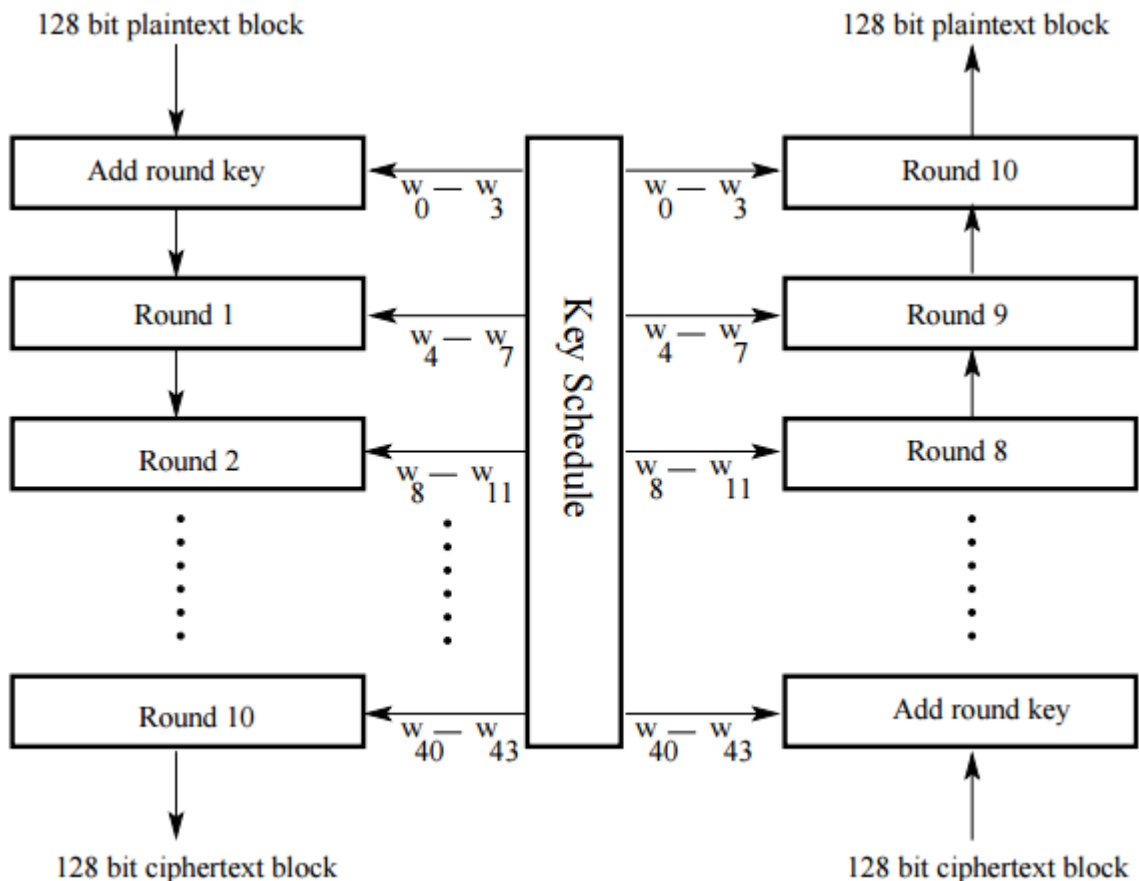 128 bit plaintext block
128 bit plaintext block
Add round key
w0 — w3
w0 — w3
Round 10
Round 1
w4 — w7
Key Schedule
w4 — w7
Round 9
Round 2
w8 — w11
w8 — w11
Round 8
Round 10
w40 — w43
w40 — w43
Add round key
128 bit ciphertext block
128 bit ciphertext block